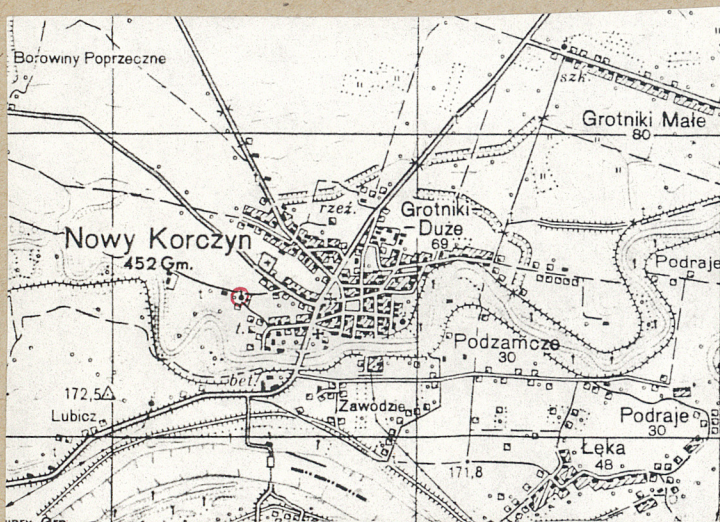 Borowiny Poprzeczne
szk
Grotniki Małe
80
rzeź.
Grotniki-
Duże
69
Nowy Korczyn
452 Gm.
Podraje
t.
Podzamcze
30
bet.
172,5
Lubicz
Zawodzie
Podraje
30
Łęka
48
171,8